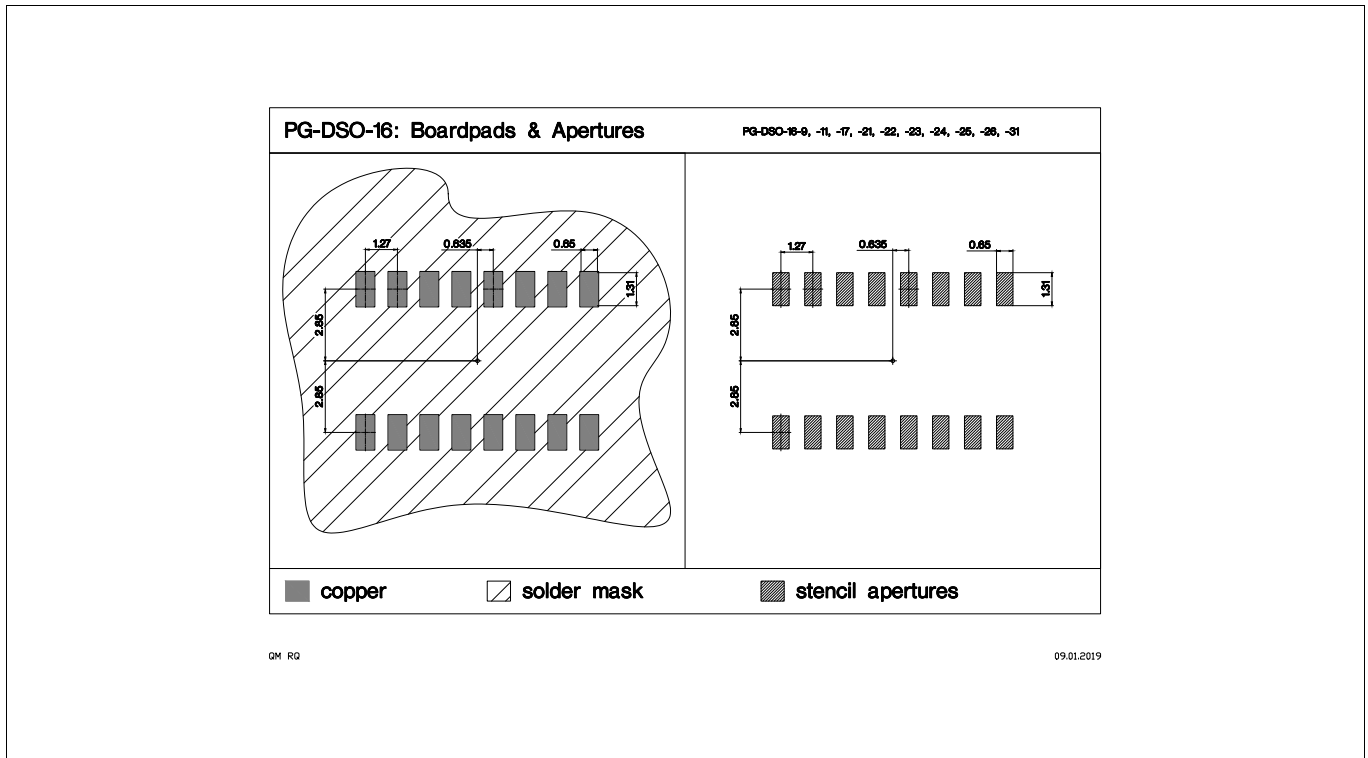 PG-DSO-16: Boardpads & Apertures
PG-DSO-16-9, -11, -17, -21, -22, -23, -24, -25, -26, -31
1.27
0.635
0.65
1.31
2.85
2.85
1.27
0.635
0.65
1.31
2.85
2.85
copper
solder mask
stencil apertures
QM RQ
09.01.2019